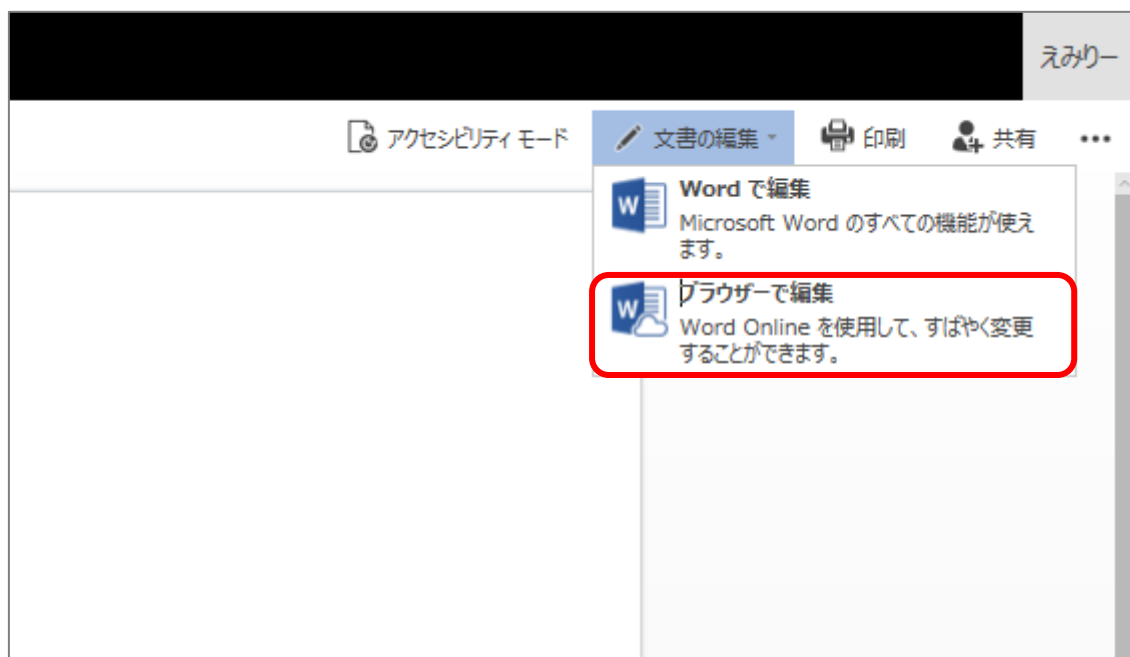 えみりー
アクセシビリティ モード
文書の編集
印刷
共有
Word で編集
Microsoft Word のすべての機能が使え
ます。
ブラウザーで編集
Word Online を使用して、すばやく変更
することができます。